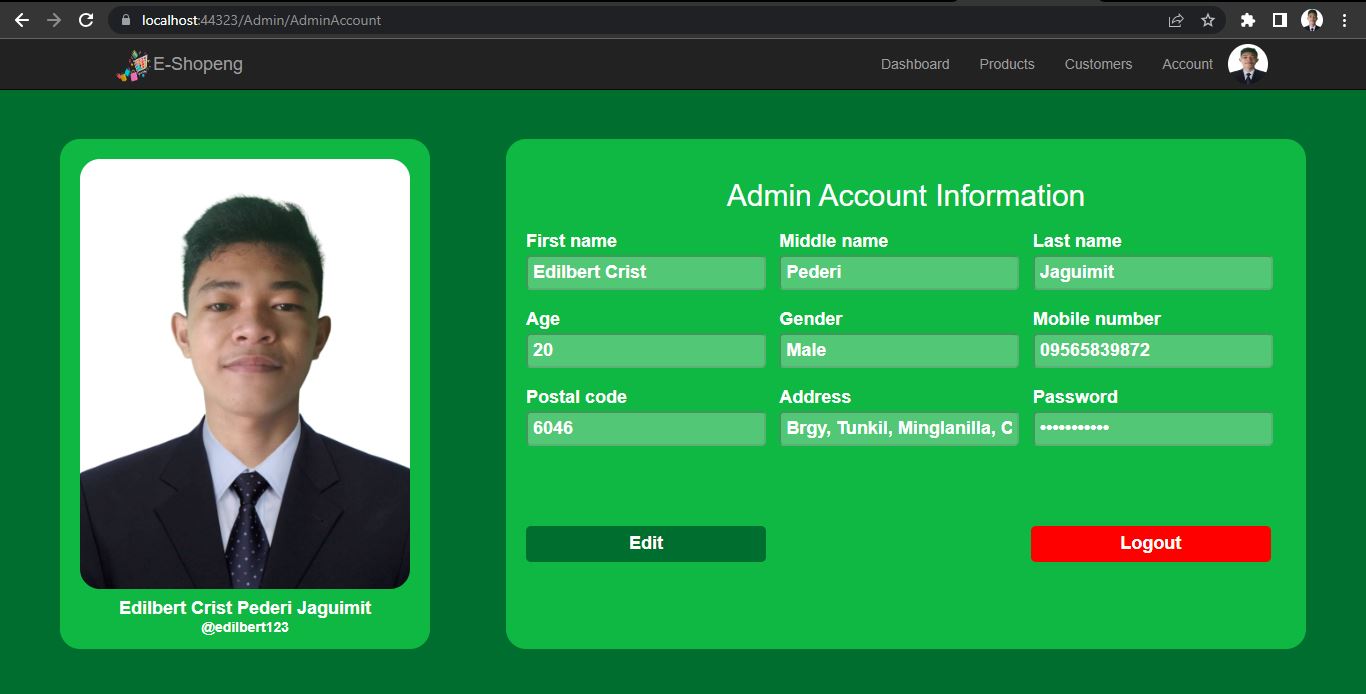 localhost:44323/Admin/AdminAccount
E-Shopeng
Dashboard Products Customers Account
Edilbert Crist Pederi Jaguimit
@edilbert123
Admin Account Information
First name Middle name Last name
Edilbert Crist Pederi Jaguimit
Age Gender Mobile number
20 Male 09565839872
Postal code Address Password
6046 Brgy, Tunkil, Minglanilla, C •••••••••••
Edit Logout